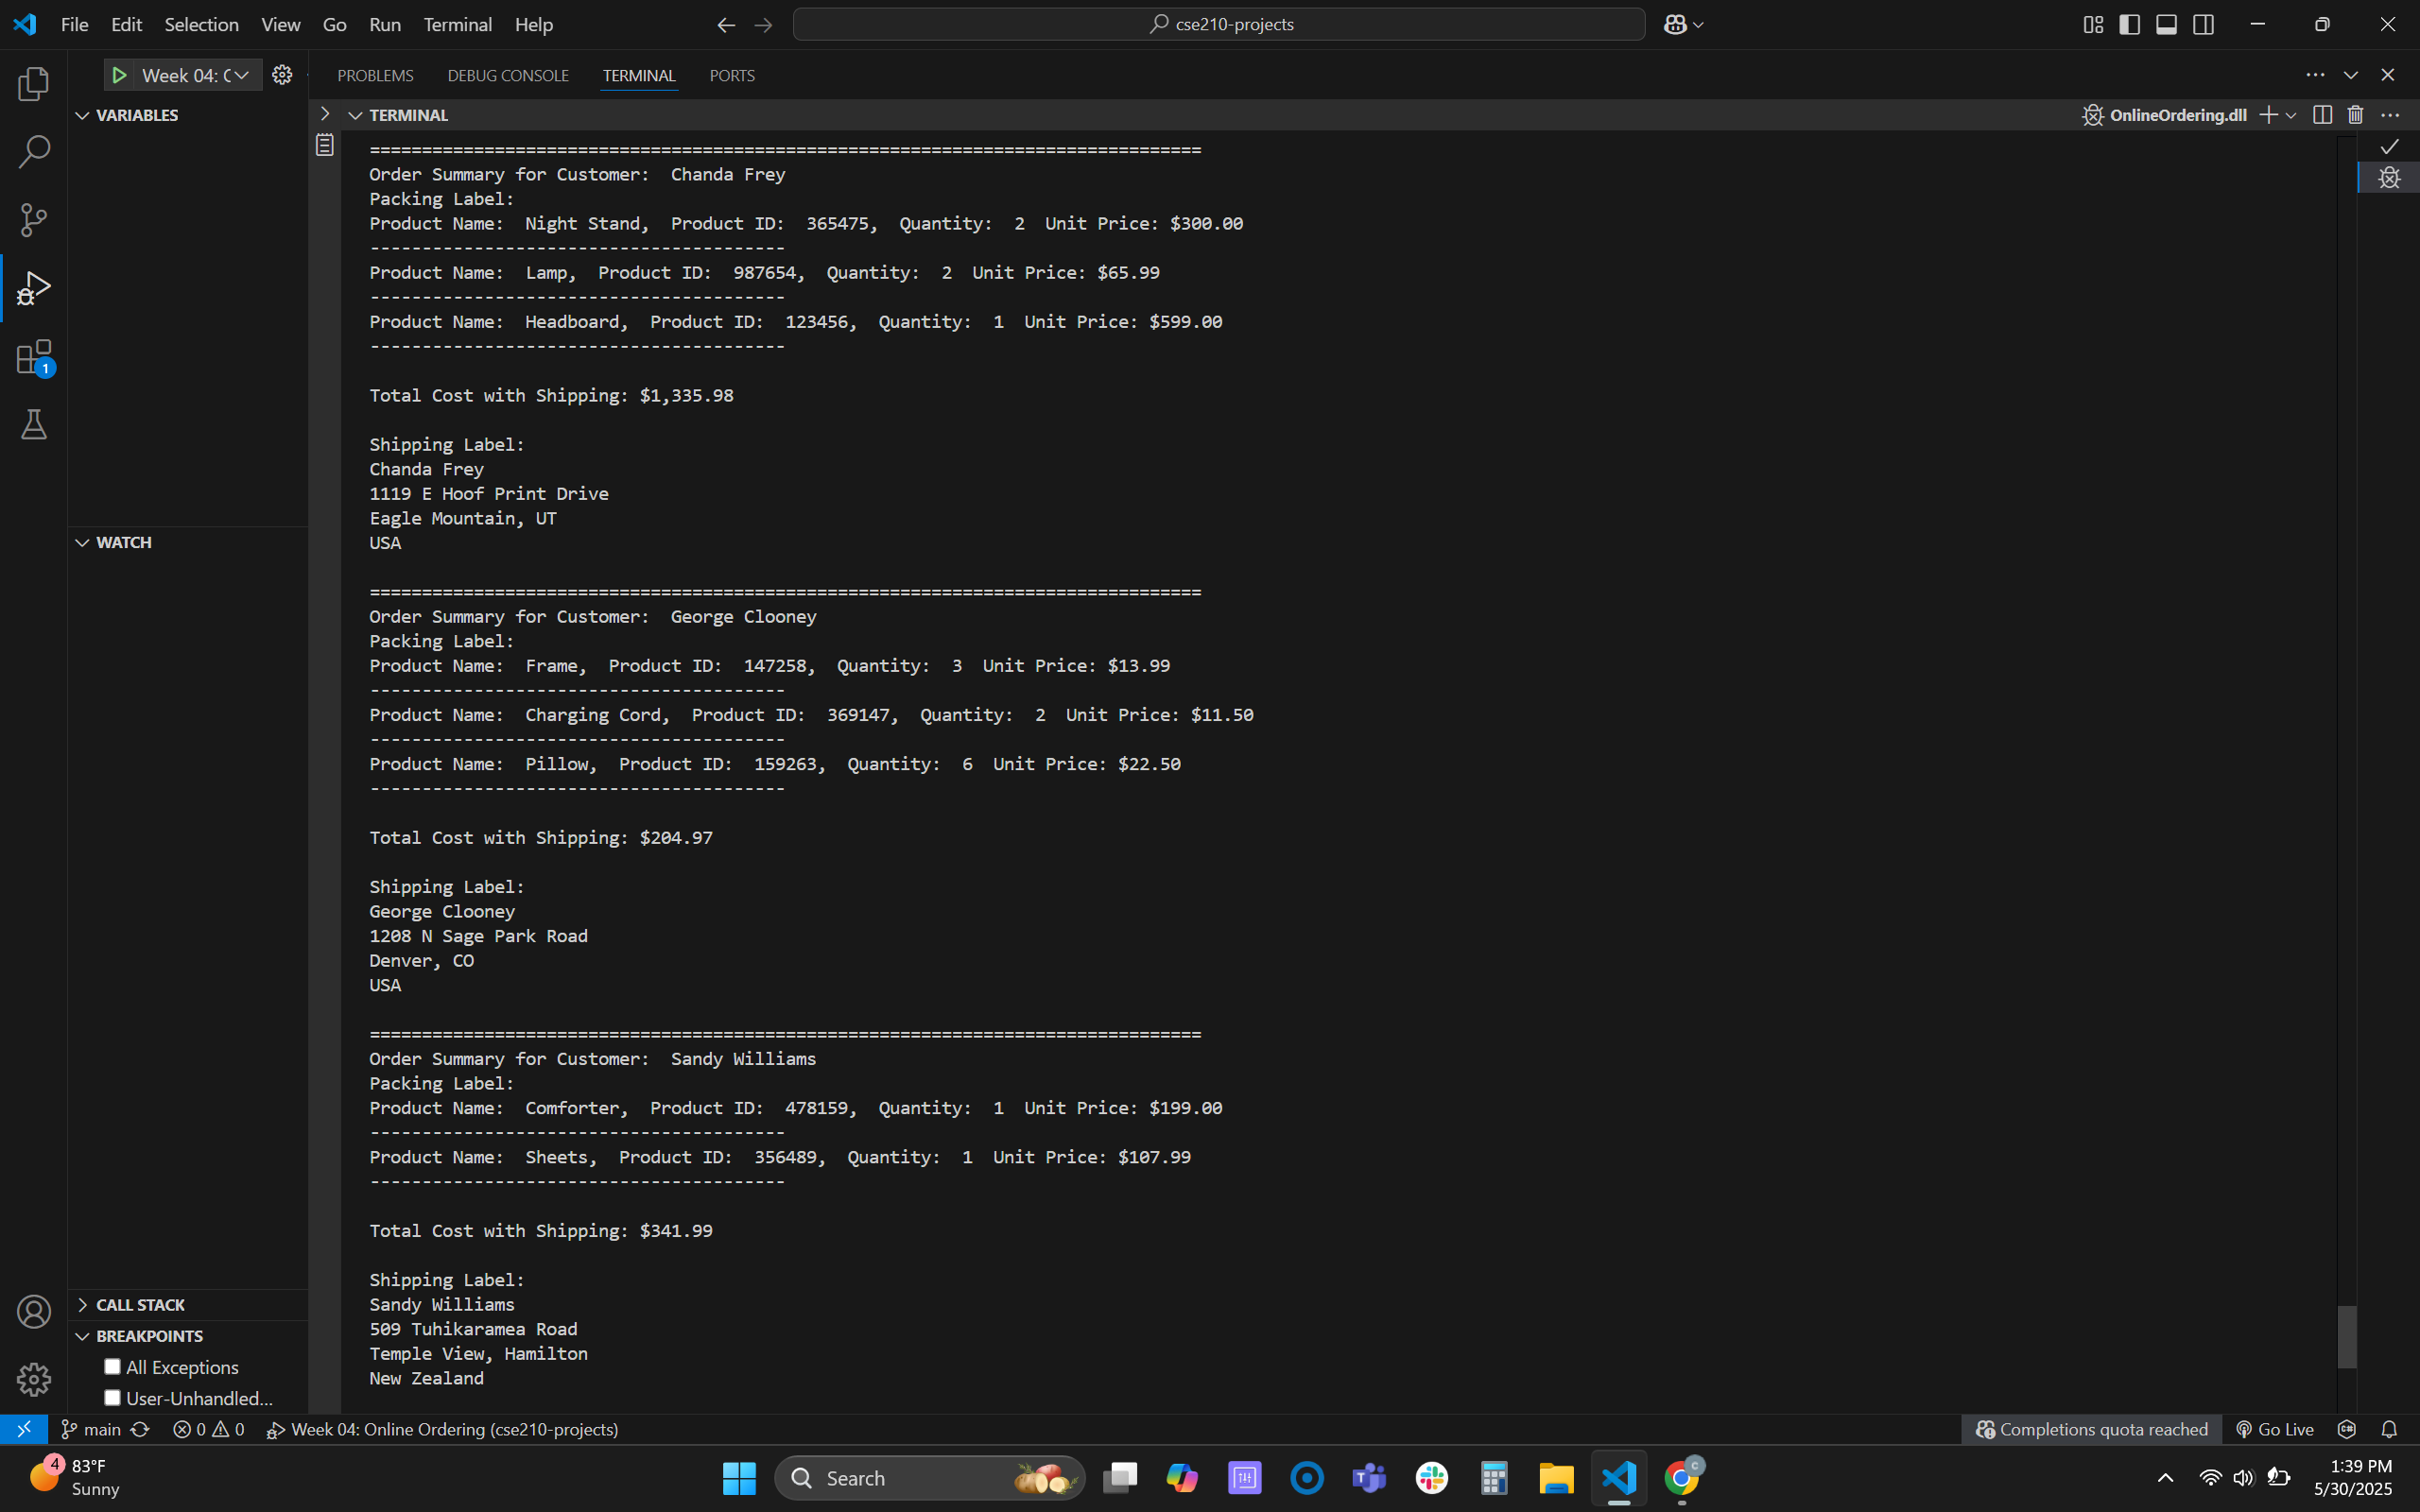 File Edit Selection View Go Run Terminal Help
cse210-projects
Week 04: C
PROBLEMS DEBUG CONSOLE TERMINAL PORTS
VARIABLES
TERMINAL
OnlineOrdering.dll
================================================================================
Order Summary for Customer:  Chanda Frey
Packing Label:
Product Name:  Night Stand,  Product ID:  365475,  Quantity:  2  Unit Price: $300.00
----------------------------------------
Product Name:  Lamp,  Product ID:  987654,  Quantity:  2  Unit Price: $65.99
----------------------------------------
Product Name:  Headboard,  Product ID:  123456,  Quantity:  1  Unit Price: $599.00
----------------------------------------
Total Cost with Shipping: $1,335.98
Shipping Label:
Chanda Frey
1119 E Hoof Print Drive
Eagle Mountain, UT
USA
================================================================================
Order Summary for Customer:  George Clooney
Packing Label:
Product Name:  Frame,  Product ID:  147258,  Quantity:  3  Unit Price: $13.99
----------------------------------------
Product Name:  Charging Cord,  Product ID:  369147,  Quantity:  2  Unit Price: $11.50
----------------------------------------
Product Name:  Pillow,  Product ID:  159263,  Quantity:  6  Unit Price: $22.50
----------------------------------------
Total Cost with Shipping: $204.97
Shipping Label:
George Clooney
1208 N Sage Park Road
Denver, CO
USA
================================================================================
Order Summary for Customer:  Sandy Williams
Packing Label:
Product Name:  Comforter,  Product ID:  478159,  Quantity:  1  Unit Price: $199.00
----------------------------------------
Product Name:  Sheets,  Product ID:  356489,  Quantity:  1  Unit Price: $107.99
----------------------------------------
Total Cost with Shipping: $341.99
Shipping Label:
Sandy Williams
509 Tuhikaramea Road
Temple View, Hamilton
New Zealand
1
WATCH
CALL STACK
BREAKPOINTS
All Exceptions
User-Unhandled...
main 0 0 Week 04: Online Ordering (cse210-projects)
Completions quota reached Go Live
4 83°F
Sunny
Search
1:39 PM
5/30/2025